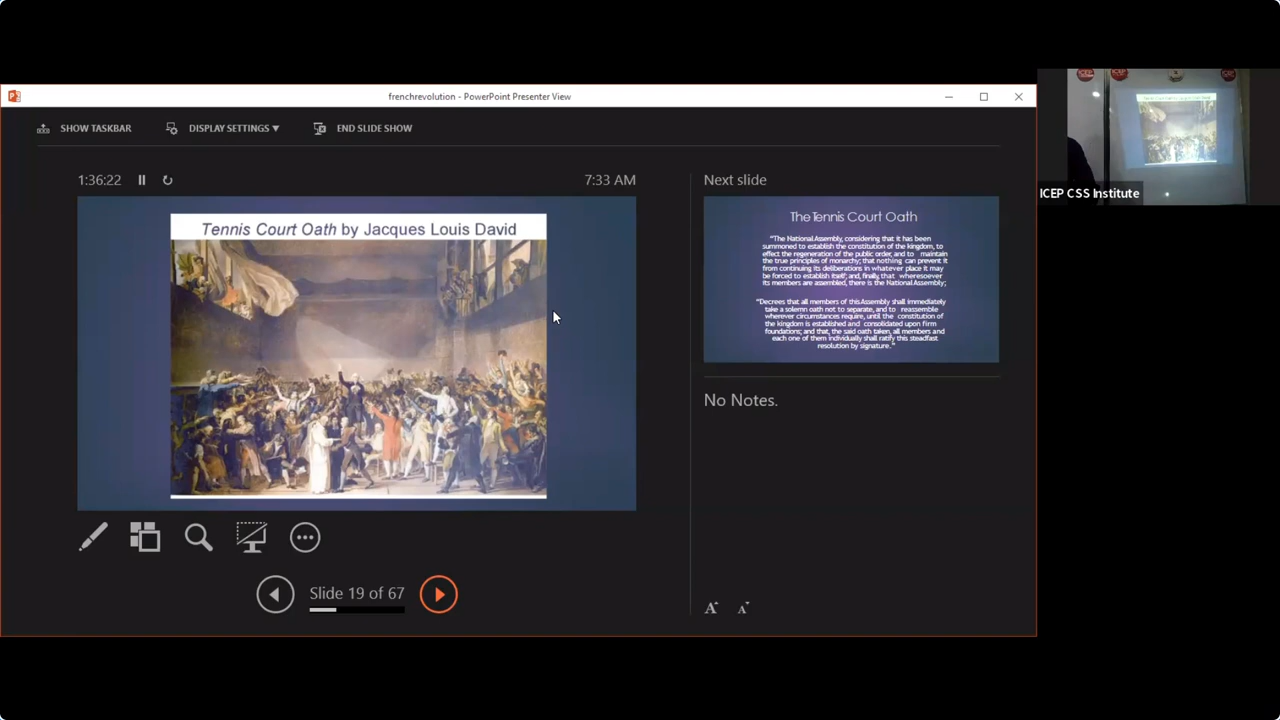 frenchrevolution - PowerPoint Presenter View
SHOW TASKBAR
DISPLAY SETTINGS ▾
END SLIDE SHOW
1:36:22
7:33 AM
Tennis Court Oath by Jacques Louis David
Slide 19 of 67
Next slide
The Tennis Court Oath
"The National Assembly, considering that it has been
summoned to establish the constitution of the kingdom, to
effect the regeneration of the public order, and to maintain
the true principles of monarchy; that nothing can prevent it
from continuing its deliberations in whatever place it may
be forced to establish itself; and, finally, that wheresoever
its members are assembled, there is the National Assembly;
"Decrees that all members of this Assembly shall immediately
take a solemn oath not to separate, and to reassemble
wherever circumstances require, until the constitution of
the kingdom is established and consolidated upon firm
foundations; and that, the said oath taken, all members and
each one of them individually shall ratify this steadfast
resolution by signature."
No Notes.
A A
ICEP CSS Institute